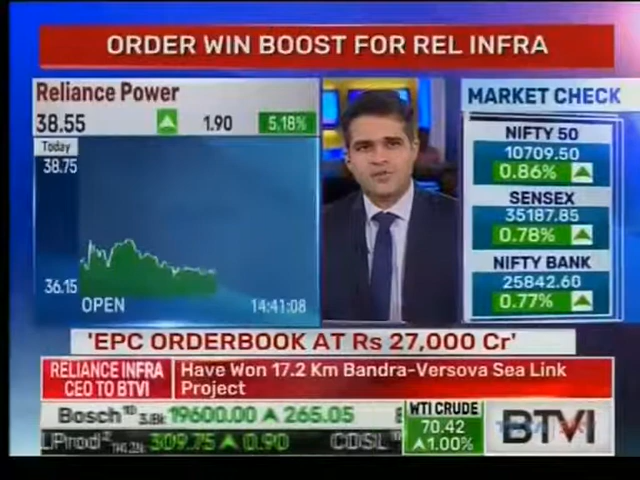 ORDER WIN BOOST FOR REL INFRA
Reliance Power
38.55 1.90 5.18%
Today
38.75
36.15
OPEN 14:41:08
MARKET CHECK
NIFTY 50
10709.50
0.86%
SENSEX
35187.85
0.78%
NIFTY BANK
25842.60
0.77%
'EPC ORDERBOOK AT Rs 27,000 Cr'
RELIANCE INFRA
CEO TO BTVI
Have Won 17.2 Km Bandra-Versova Sea Link
Project
Bosch 3.8k 19600.00 265.05
309.75 0.90 CDSL
WTI CRUDE
70.42
1.00%
BTVI